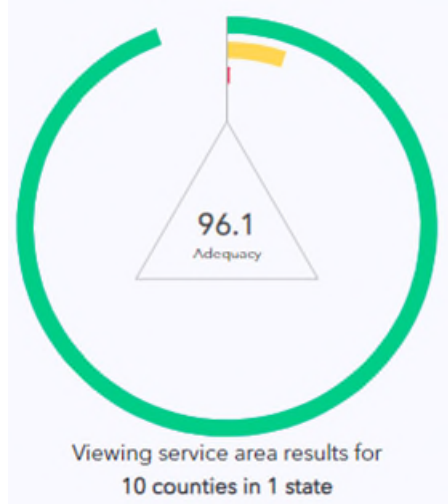 96.1
Adequacy
Viewing service area results for
10 counties in 1 state